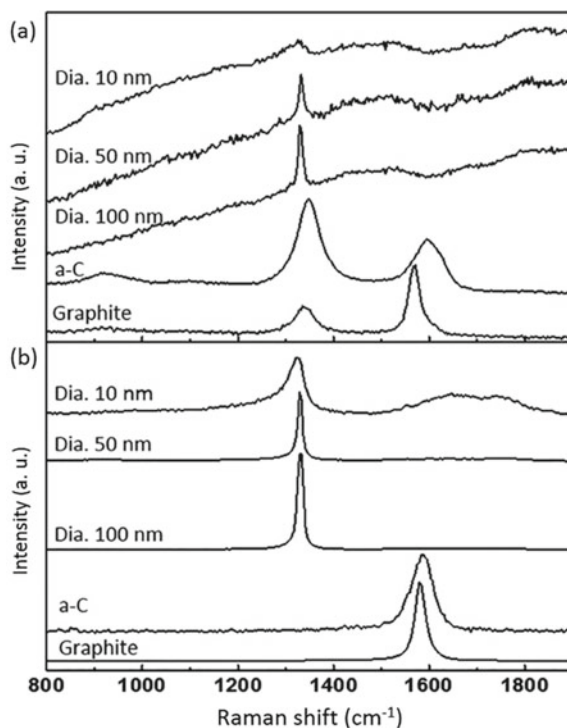 (a)
Dia. 10 nm
Dia. 50 nm
Dia. 100 nm
a-C
Graphite
Intensity (a. u.)
(b)
Dia. 10 nm
Dia. 50 nm
Dia. 100 nm
a-C
Graphite
Intensity (a. u.)
800 1000 1200 1400 1600 1800
Raman shift (cm⁻¹)